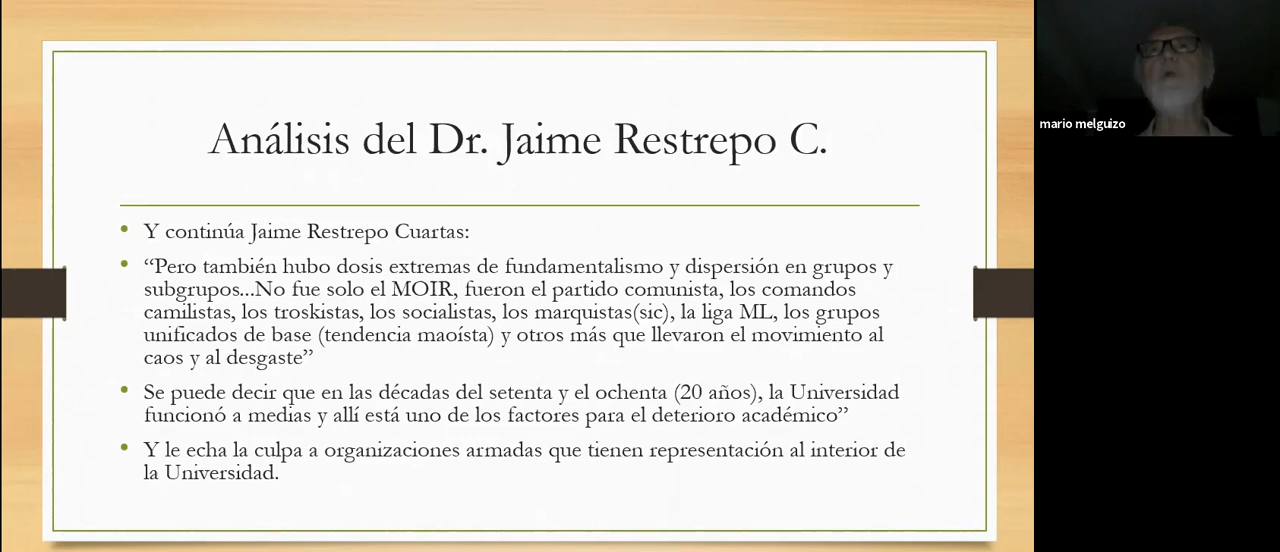 Análisis del Dr. Jaime Restrepo C.
• Y continúa Jaime Restrepo Cuartas:
• “Pero también hubo dosis extremas de fundamentalismo y dispersión en grupos y
subgrupos...No fue solo el MOIR, fueron el partido comunista, los comandos
camilistas, los troskistas, los socialistas, los marquistas(sic), la liga ML, los grupos
unificados de base (tendencia maoísta) y otros más que llevaron el movimiento al
caos y al desgaste”
• Se puede decir que en las décadas del setenta y el ochenta (20 años), la Universidad
funcionó a medias y allí está uno de los factores para el deterioro académico”
• Y le echa la culpa a organizaciones armadas que tienen representación al interior de
la Universidad.
mario melguizo